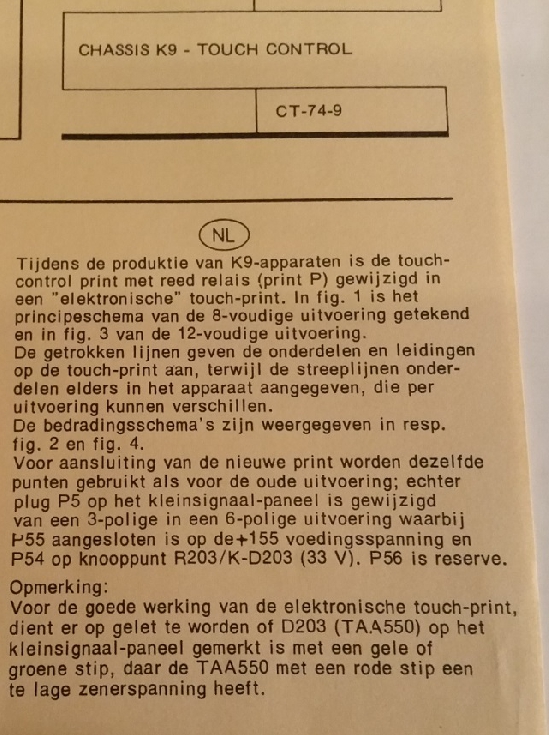 CHASSIS K9 - TOUCH CONTROL
CT-74-9
NL
Tijdens de produktie van K9-apparaten is de touch-
control print met reed relais (print P) gewijzigd in
een "elektronische" touch-print. In fig. 1 is het
principeschema van de 8-voudige uitvoering getekend
en in fig. 3 van de 12-voudige uitvoering.
De getrokken lijnen geven de onderdelen en leidingen
op de touch-print aan, terwijl de streeplijnen onder-
delen elders in het apparaat aangegeven, die per
uitvoering kunnen verschillen.
De bedradingsschema's zijn weergegeven in resp.
fig. 2 en fig. 4.
Voor aansluiting van de nieuwe print worden dezelfde
punten gebruikt als voor de oude uitvoering; echter
plug P5 op het kleinsignaal-paneel is gewijzigd
van een 3-polige in een 6-polige uitvoering waarbij
P55 aangesloten is op de+155 voedingsspanning en
P54 op knooppunt R203/K-D203 (33 V). P56 is reserve.
Opmerking:
Voor de goede werking van de elektronische touch-print,
dient er op gelet te worden of D203 (TAA550) op het
kleinsignaal-paneel gemerkt is met een gele of
groene stip, daar de TAA550 met een rode stip een
te lage zenerspanning heeft.